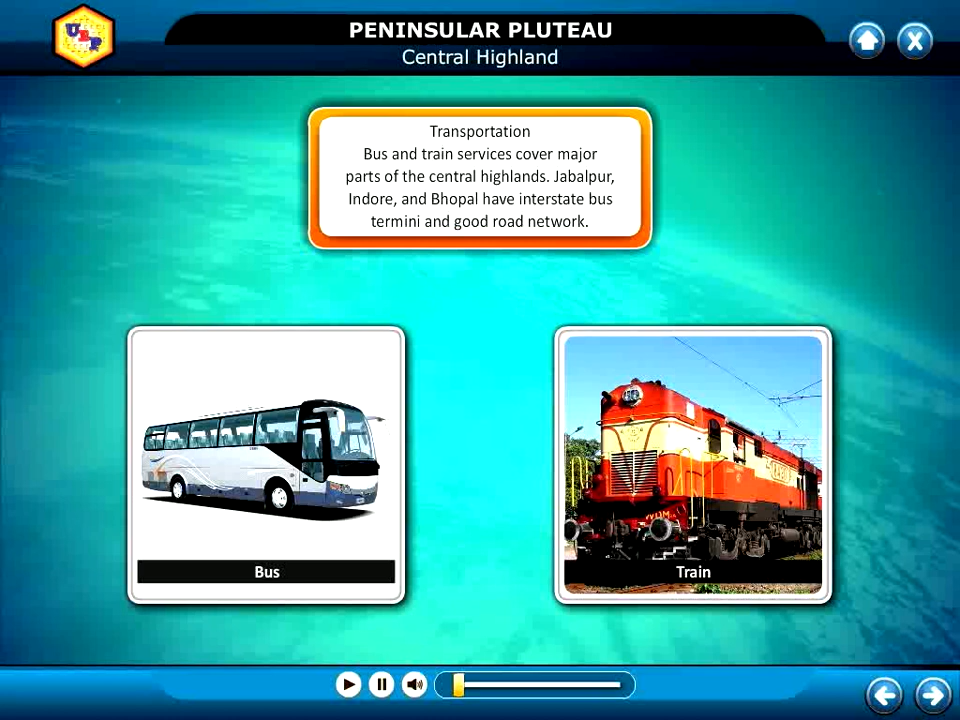 PENINSULAR PLUTEAU
Central Highland
Transportation
Bus and train services cover major
parts of the central highlands. Jabalpur,
Indore, and Bhopal have interstate bus
termini and good road network.
Bus
Train